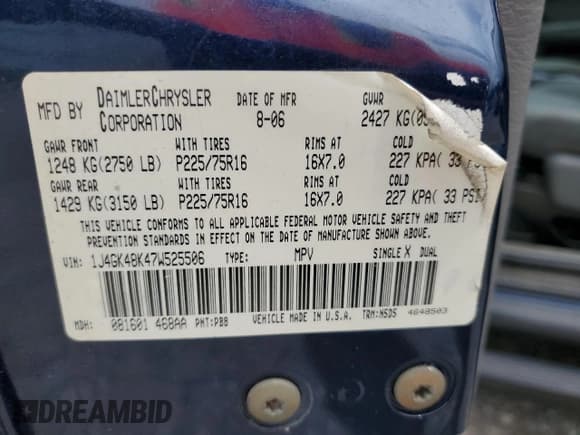 MFD BY DAIMLERCHRYSLER CORPORATION DATE OF MFR 8-06 GVWR 2427 KG(
GAWR FRONT WITH TIRES RIMS AT COLD
1248 KG(2750 LB) P225/75R16 16X7.0 227 KPA( 33 PSI
GAWR REAR WITH TIRES RIMS AT COLD
1429 KG(3150 LB) P225/75R16 16X7.0 227 KPA( 33 PSI)
THIS VEHICLE CONFORMS TO ALL APPLICABLE FEDERAL MOTOR VEHICLE SAFETY AND THEFT
PREVENTION STANDARDS IN EFFECT ON THE DATE OF MANUFACTURE SHOWN ABOVE.
VIN: 1J4GK48K47W525506 TYPE: MPV SINGLE X DUAL
MDH: 081601 468AA PNT:PBB VEHICLE MADE IN U.S.A. TRM:NSD5 4648503
DREAMBID